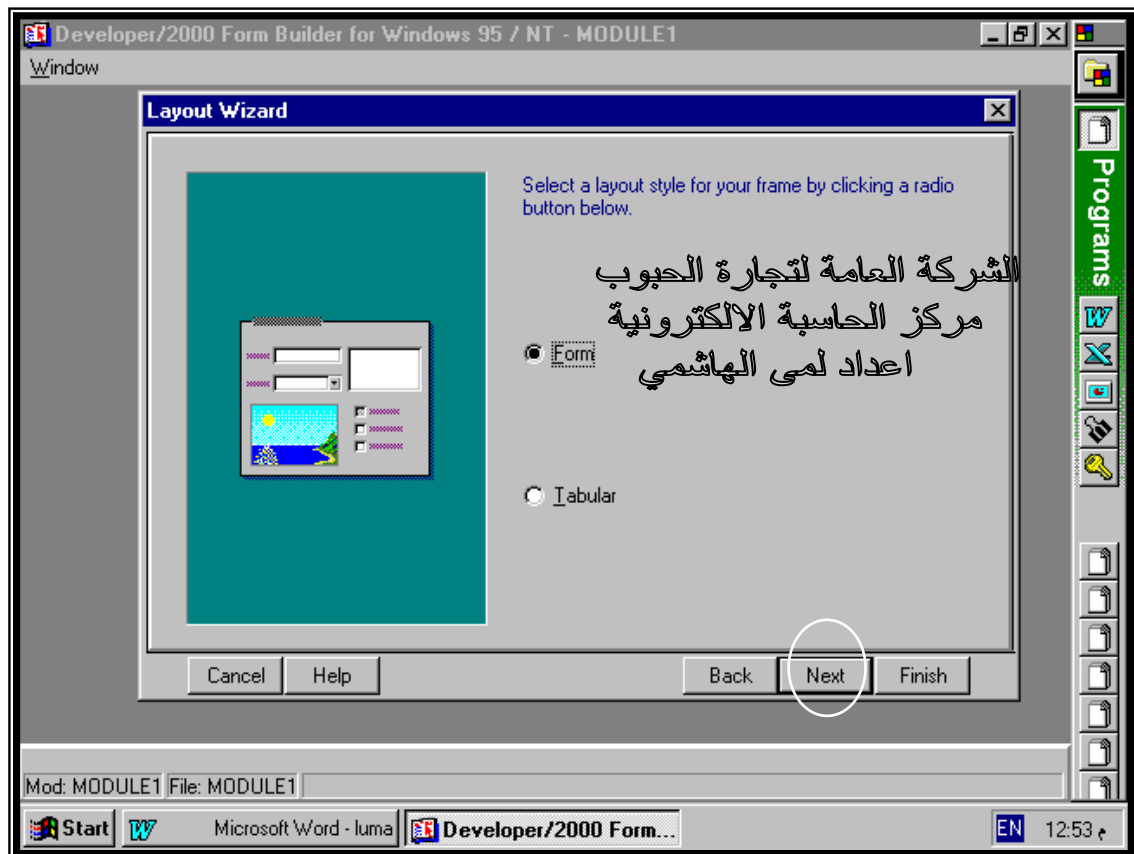 Developer/2000 Form Builder for Windows 95 / NT - MODULE1
Window
Layout Wizard
Select a layout style for your frame by clicking a radio
button below.
الشركة العامة لتجارة الحبوب
مركز الحاسبة الالكترونية
Form
اعداد لمى الهاشمي
Tabular
Cancel
Help
Back
Next
Finish
Programs
Mod: MODULE1
File: MODULE1
Start
Microsoft Word - luma
Developer/2000 Form...
EN
12:53 م